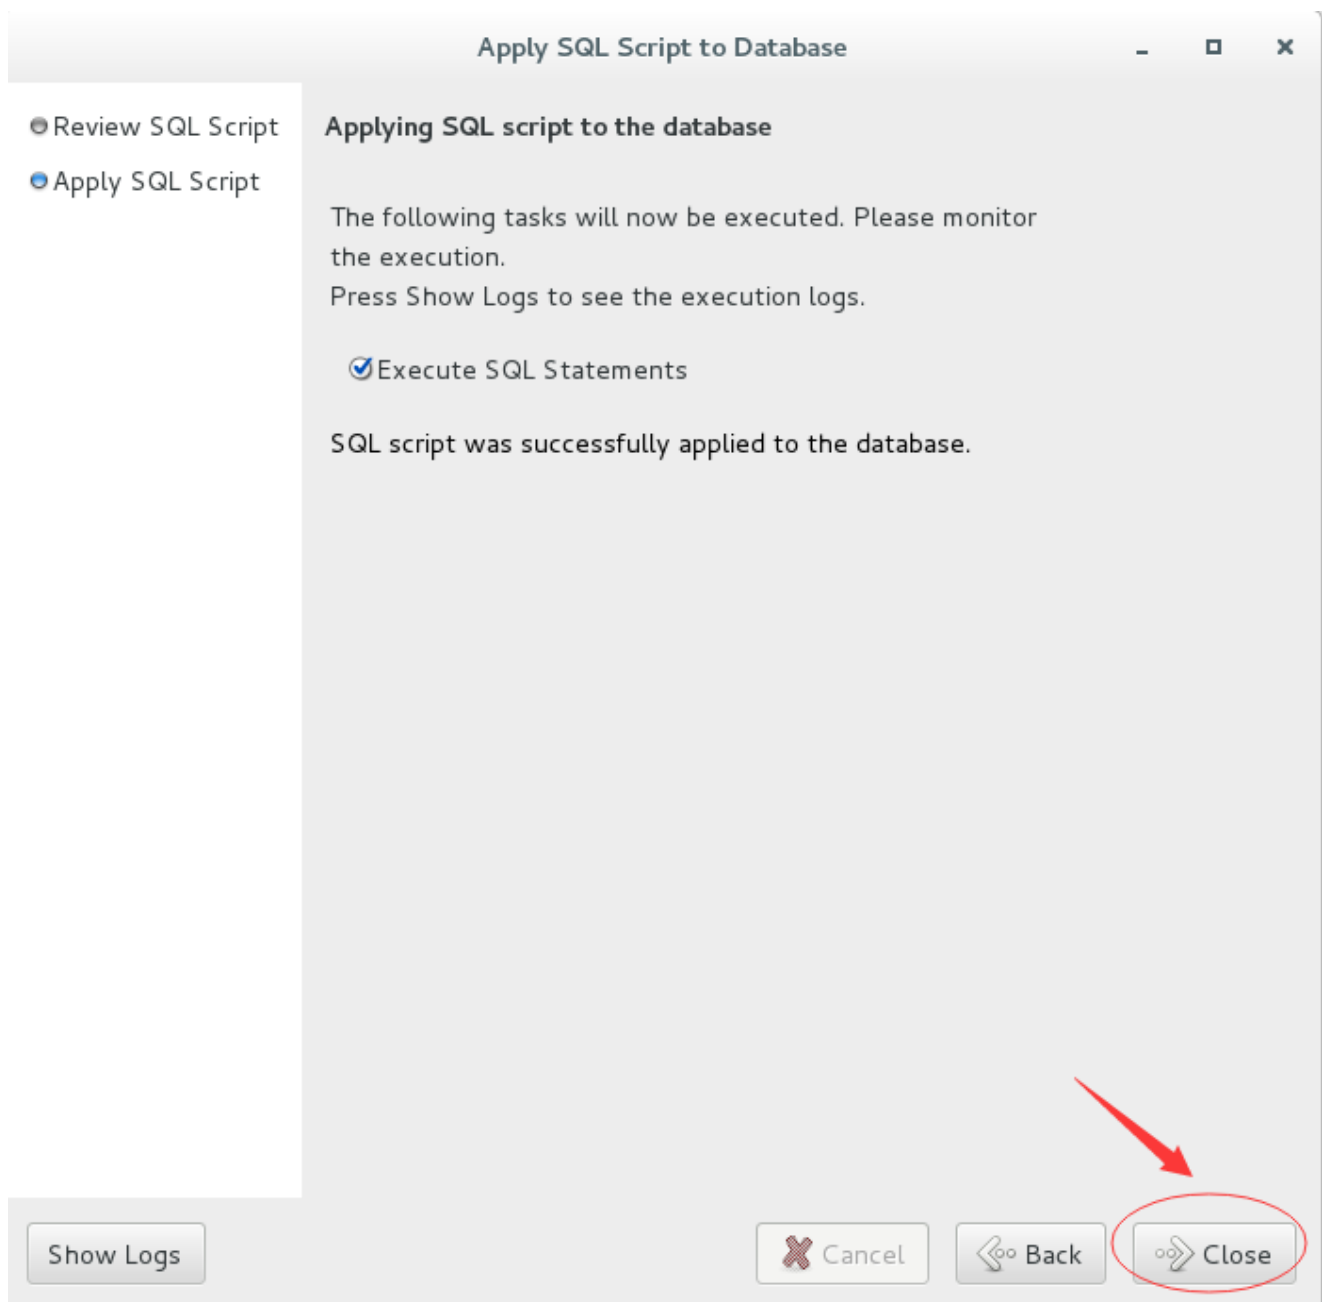 Apply SQL Script to Database
Review SQL Script
Apply SQL Script
Applying SQL script to the database
The following tasks will now be executed. Please monitor
the execution.
Press Show Logs to see the execution logs.
Execute SQL Statements
SQL script was successfully applied to the database.
Show Logs
Cancel
Back
Close